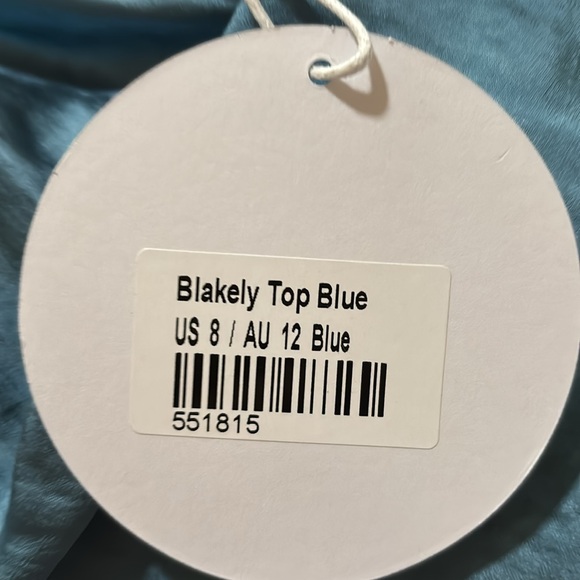 Blakely Top Blue
US 8 / AU 12 Blue
551815